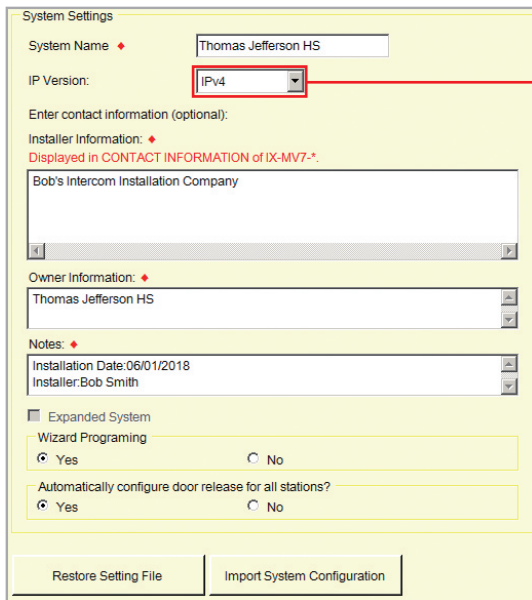 System Settings
System Name ♦ Thomas Jefferson HS
IP Version: IPv4
Enter contact information (optional):
Installer Information: ♦
Displayed in CONTACT INFORMATION of IX-MV7-*.
Bob's Intercom Installation Company
Owner Information: ♦
Thomas Jefferson HS
Notes: ♦
Installation Date:06/01/2018
Installer:Bob Smith
Expanded System
Wizard Programing
Yes No
Automatically configure door release for all stations?
Yes No
Restore Setting File Import System Configuration